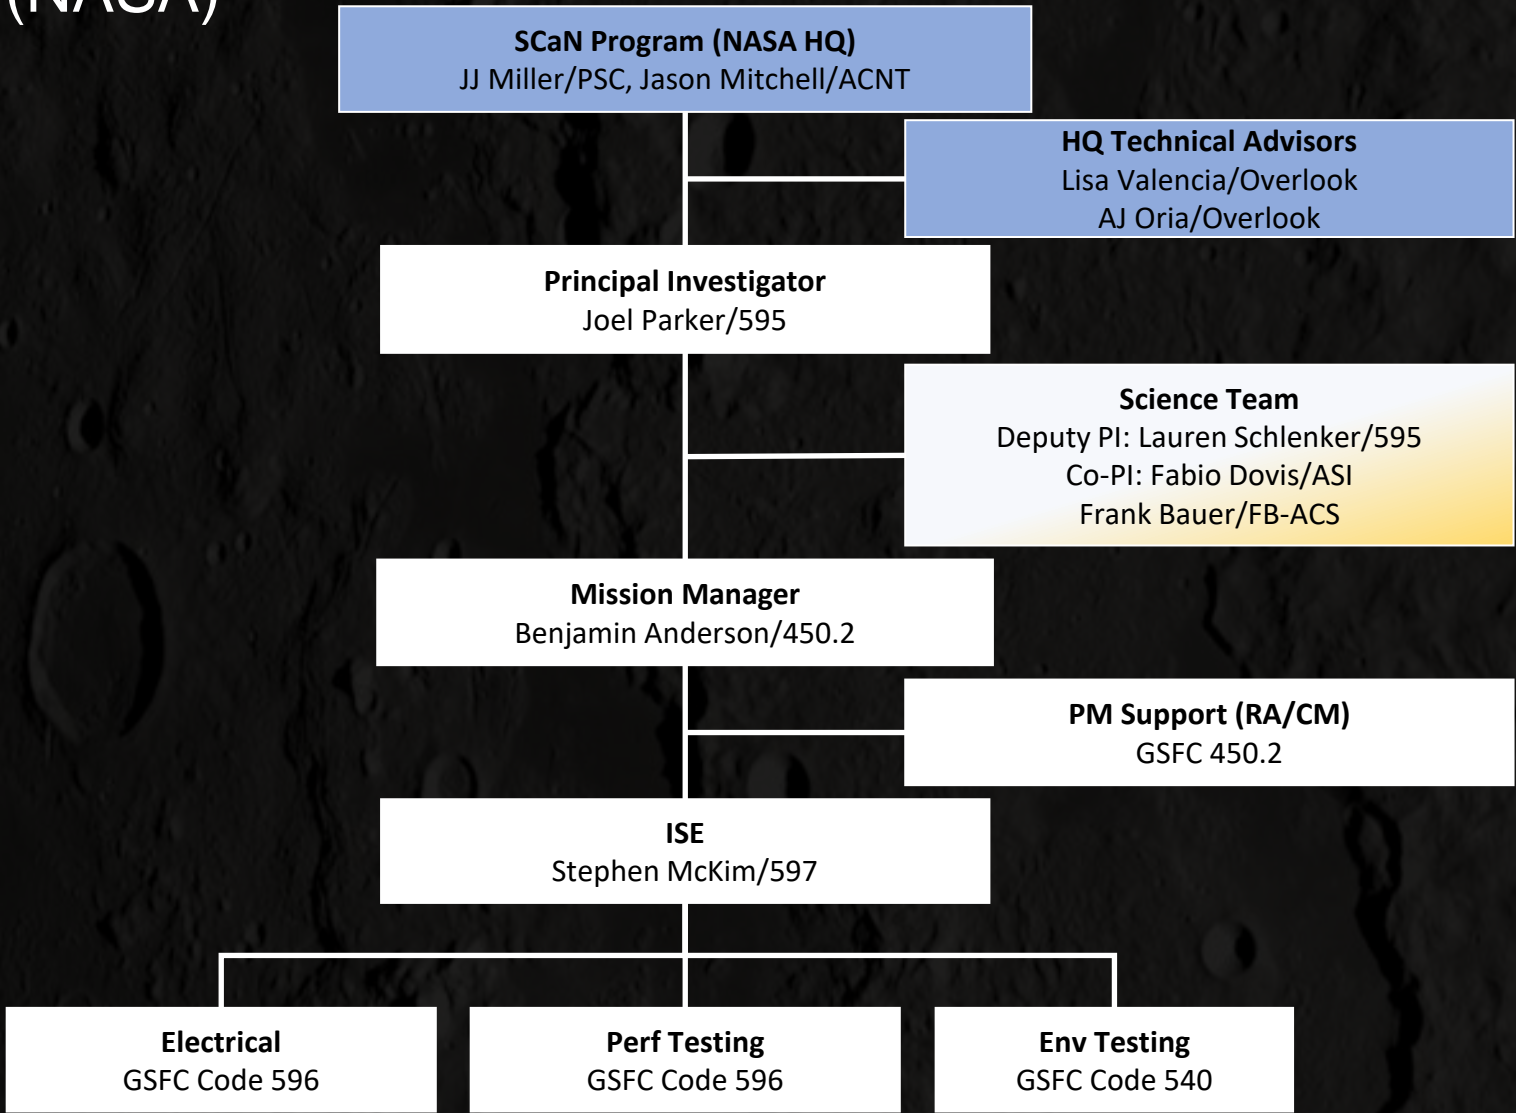 (NASA)
SCaN Program (NASA HQ)
JJ Miller/PSC, Jason Mitchell/ACNT
HQ Technical Advisors
Lisa Valencia/Overlook
AJ Oria/Overlook
Principal Investigator
Joel Parker/595
Science Team
Deputy PI: Lauren Schlenker/595
Co-PI: Fabio Dovis/ASI
Frank Bauer/FB-ACS
Mission Manager
Benjamin Anderson/450.2
PM Support (RA/CM)
GSFC 450.2
ISE
Stephen McKim/597
Electrical
GSFC Code 596
Perf Testing
GSFC Code 596
Env Testing
GSFC Code 540